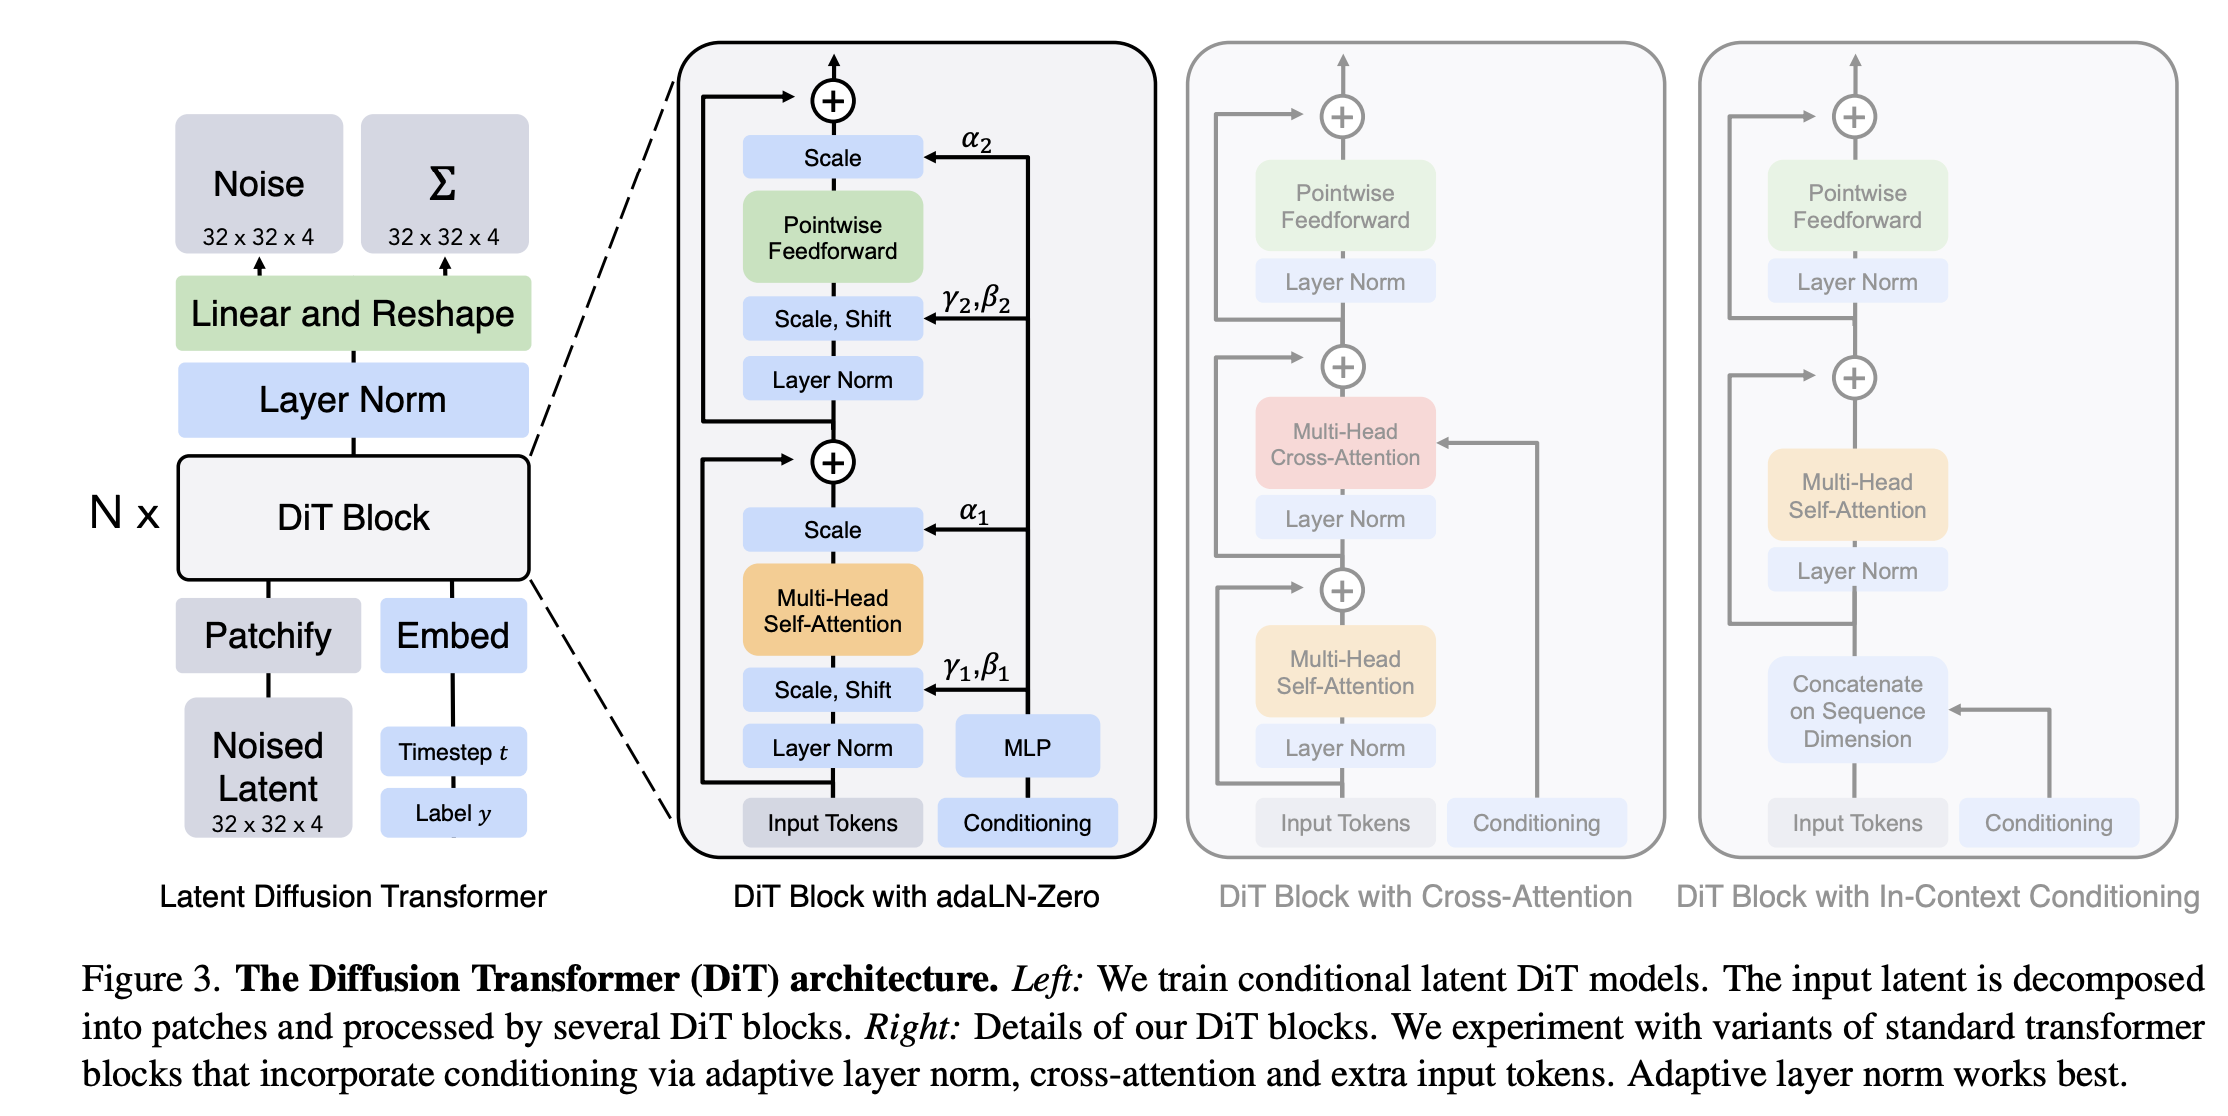 Noise
32 x 32 x 4
Σ
32 x 32 x 4
Linear and Reshape
Layer Norm
N x
DiT Block
Patchify
Embed
Noised
Latent
32 x 32 x 4
Timestep t
Label y
Latent Diffusion Transformer
α₂
Scale
Pointwise
Feedforward
γ₂,β₂
Scale, Shift
Layer Norm
α₁
Scale
Multi-Head
Self-Attention
γ₁,β₁
Scale, Shift
Layer Norm
MLP
Input Tokens
Conditioning
DiT Block with adaLN-Zero
Pointwise
Feedforward
Layer Norm
Multi-Head
Cross-Attention
Layer Norm
Multi-Head
Self-Attention
Layer Norm
Input Tokens
Conditioning
DiT Block with Cross-Attention
Pointwise
Feedforward
Layer Norm
Multi-Head
Self-Attention
Layer Norm
Concatenate
on Sequence
Dimension
Input Tokens
Conditioning
DiT Block with In-Context Conditioning
Figure 3. The Diffusion Transformer (DiT) architecture. Left: We train conditional latent DiT models. The input latent is decomposed
into patches and processed by several DiT blocks. Right: Details of our DiT blocks. We experiment with variants of standard transformer
blocks that incorporate conditioning via adaptive layer norm, cross-attention and extra input tokens. Adaptive layer norm works best.